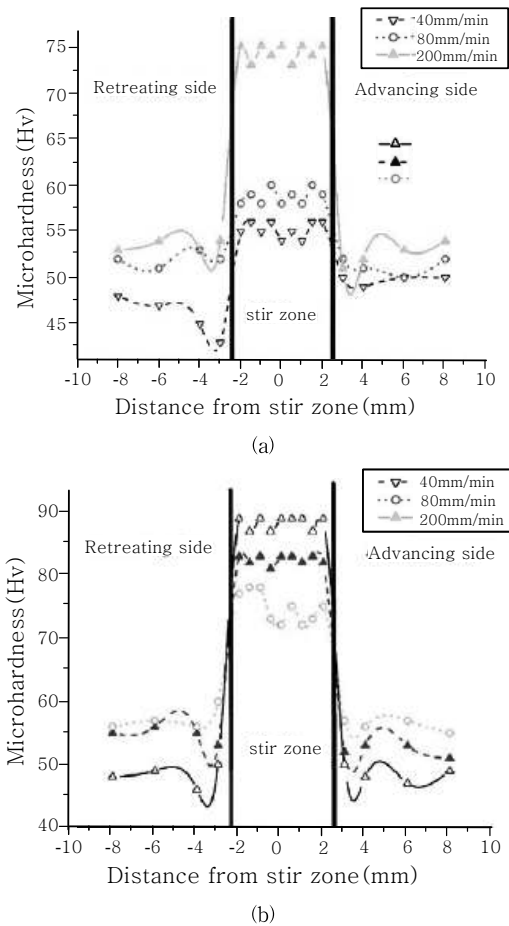 75
70
65
60
55
50
45
Microhardness(Hv)
40mm/min
80mm/min
200mm/min
Retreating side
Advancing side
stir zone
-10 -8 -6 -4 -2 0 2 4 6 8 10
Distance from stir zone(mm)
(a)
90
80
70
60
50
40
Microhardness(Hv)
40mm/min
80mm/min
200mm/min
Retreating side
Advancing side
stir zone
-10 -8 -6 -4 -2 0 2 4 6 8 10
Distance from stir zone(mm)
(b)